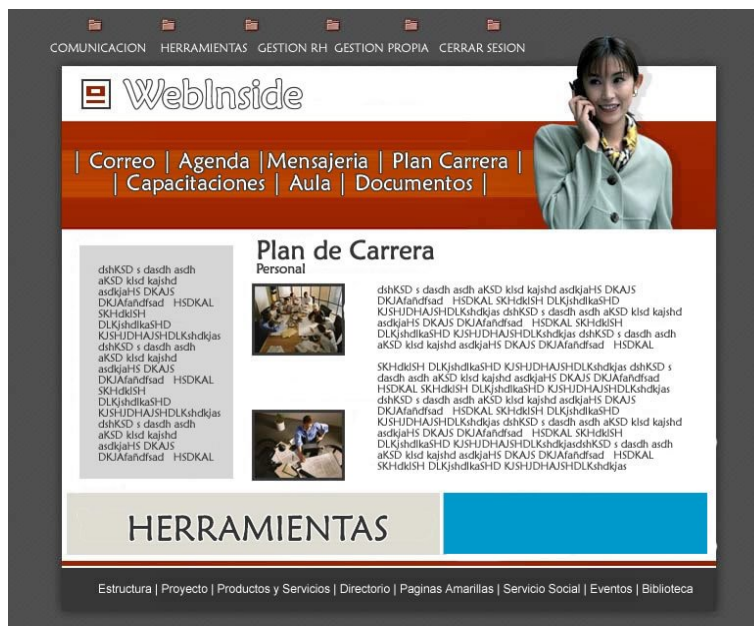 COMUNICACION HERRAMIENTAS GESTION RH GESTION PROPIA CERRAR SESION
WebInside
| Correo | Agenda |Mensajeria | Plan Carrera |
| Capacitaciones | Aula | Documentos |
dshKSD s dasdh asdh
aKSD klsd kajshd
asdkjaHS DKAJS
DKJAfañdfsad HSDKAL
SKHdklSH
DLKjshdlkaSHD
KJSHJDHAJSHDLKshdkjas
dshKSD s dasdh asdh
aKSD klsd kajshd
asdkjaHS DKAJS
DKJAfañdfsad HSDKAL
SKHdklSH
DLKjshdlkaSHD
KJSHJDHAJSHDLKshdkjas
dshKSD s dasdh asdh
aKSD klsd kajshd
asdkjaHS DKAJS
DKJAfañdfsad HSDKAL
Plan de Carrera
Personal
dshKSD s dasdh asdh aKSD klsd kajshd asdkjaHS DKAJS
DKJAfañdfsad HSDKAL SKHdklSH DLKjshdlkaSHD
KJSHJDHAJSHDLKshdkjas dshKSD s dasdh asdh aKSD klsd kajshd
asdkjaHS DKAJS DKJAfañdfsad HSDKAL SKHdklSH
DLKjshdlkaSHD KJSHJDHAJSHDLKshdkjas dshKSD s dasdh asdh
aKSD klsd kajshd asdkjaHS DKAJS DKJAfañdfsad HSDKAL
SKHdklSH DLKjshdlkaSHD KJSHJDHAJSHDLKshdkjas dshKSD s
dasdh asdh aKSD klsd kajshd asdkjaHS DKAJS DKJAfañdfsad
HSDKAL SKHdklSH DLKjshdlkaSHD KJSHJDHAJSHDLKshdkjas
dshKSD s dasdh asdh aKSD klsd kajshd asdkjaHS DKAJS
DKJAfañdfsad HSDKAL SKHdklSH DLKjshdlkaSHD
KJSHJDHAJSHDLKshdkjas dshKSD s dasdh asdh aKSD klsd kajshd
asdkjaHS DKAJS DKJAfañdfsad HSDKAL SKHdklSH
DLKjshdlkaSHD KJSHJDHAJSHDLKshdkjasdshKSD s dasdh asdh
aKSD klsd kajshd asdkjaHS DKAJS DKJAfañdfsad HSDKAL
SKHdklSH DLKjshdlkaSHD KJSHJDHAJSHDLKshdkjas
HERRAMIENTAS
Estructura | Proyecto | Productos y Servicios | Directorio | Paginas Amarillas | Servicio Social | Eventos | Biblioteca